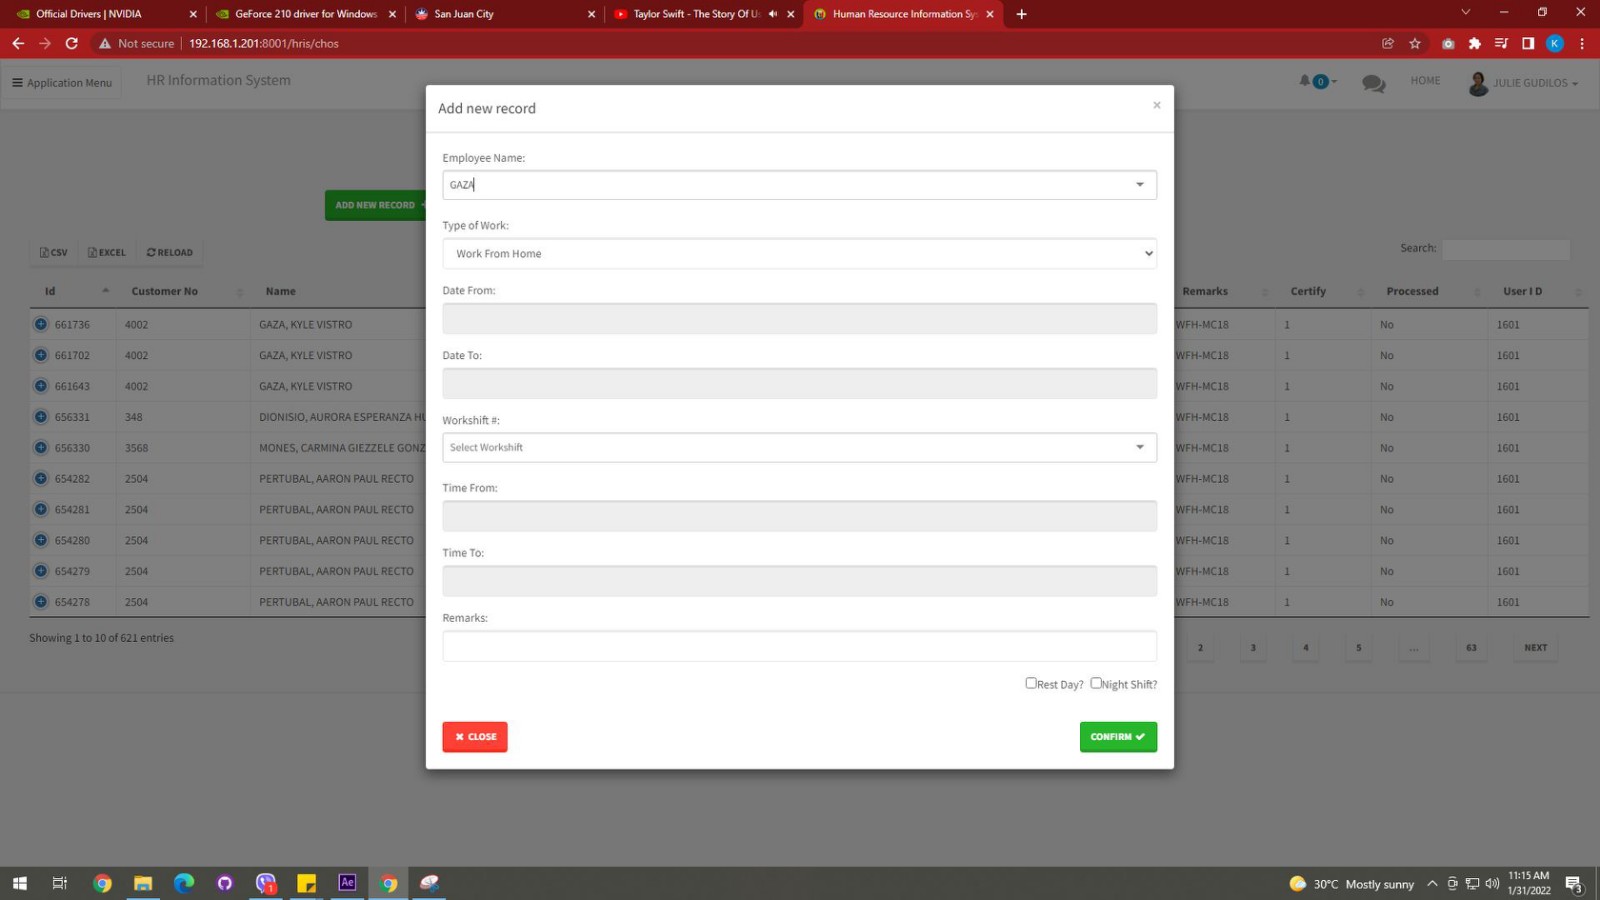 Official Drivers | NVIDIA
GeForce 210 driver for Windows
San Juan City
Taylor Swift - The Story Of Us
Human Resource Information Sy
Not secure
192.168.1.201:8001/hris/chos
K
Application Menu
HR Information System
0
HOME
JULIE GUDILOS
Add new record
×
Employee Name:
GAZA
ADD NEW RECORD +
Type of Work:
Work From Home
CSV
EXCEL
RELOAD
Search:
Date From:
Id
Customer No
Name
Remarks
Certify
Processed
User I D
661736 4002 GAZA, KYLE VISTRO WFH-MC18 1 No 1601
Date To:
661702 4002 GAZA, KYLE VISTRO WFH-MC18 1 No 1601
661643 4002 GAZA, KYLE VISTRO WFH-MC18 1 No 1601
Workshift #:
656331 348 DIONISIO, AURORA ESPERANZA HU WFH-MC18 1 No 1601
Select Workshift
656330 3568 MONES, CARMINA GIEZZELE GONZ WFH-MC18 1 No 1601
Time From:
654282 2504 PERTUBAL, AARON PAUL RECTO WFH-MC18 1 No 1601
654281 2504 PERTUBAL, AARON PAUL RECTO WFH-MC18 1 No 1601
Time To:
654280 2504 PERTUBAL, AARON PAUL RECTO WFH-MC18 1 No 1601
654279 2504 PERTUBAL, AARON PAUL RECTO WFH-MC18 1 No 1601
654278 2504 PERTUBAL, AARON PAUL RECTO WFH-MC18 1 No 1601
Remarks:
Showing 1 to 10 of 621 entries
2 3 4 5 ... 63 NEXT
Rest Day? Night Shift?
CLOSE
CONFIRM
1
Ae
30°C Mostly sunny
11:15 AM
1/31/2022
3